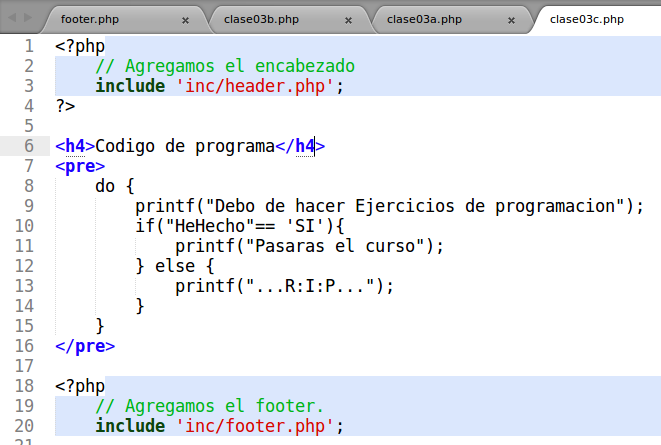 footer.php × clase03b.php × clase03a.php × clase03c.php
1 <?php
2 // Agregamos el encabezado
3 include 'inc/header.php';
4 ?>
5
6 <h4>Codigo de programa</h4>
7 <pre>
8 do {
9 printf("Debo de hacer Ejercicios de programacion");
10 if("HeHecho"== 'SI'){
11 printf("Pasaras el curso");
12 } else {
13 printf("...R:I:P...");
14 }
15 }
16 </pre>
17
18 <?php
19 // Agregamos el footer.
20 include 'inc/footer.php';